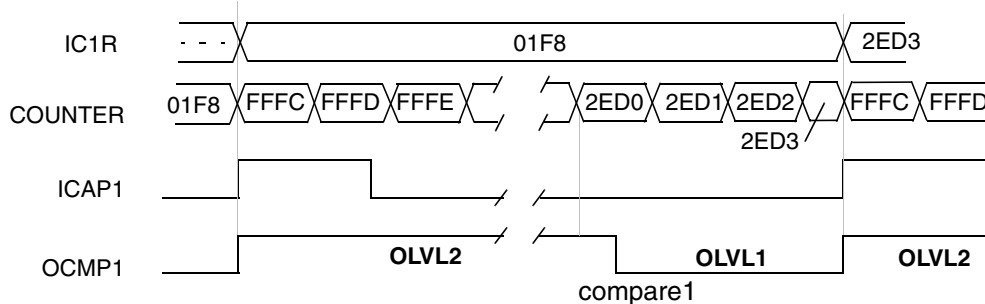 IC1R 01F8 2ED3
COUNTER 01F8 FFFC FFFD FFFE 2ED0 2ED1 2ED2 FFFC FFFD
2ED3
ICAP1
OCMP1 OLVL2 OLVL1 OLVL2
compare1